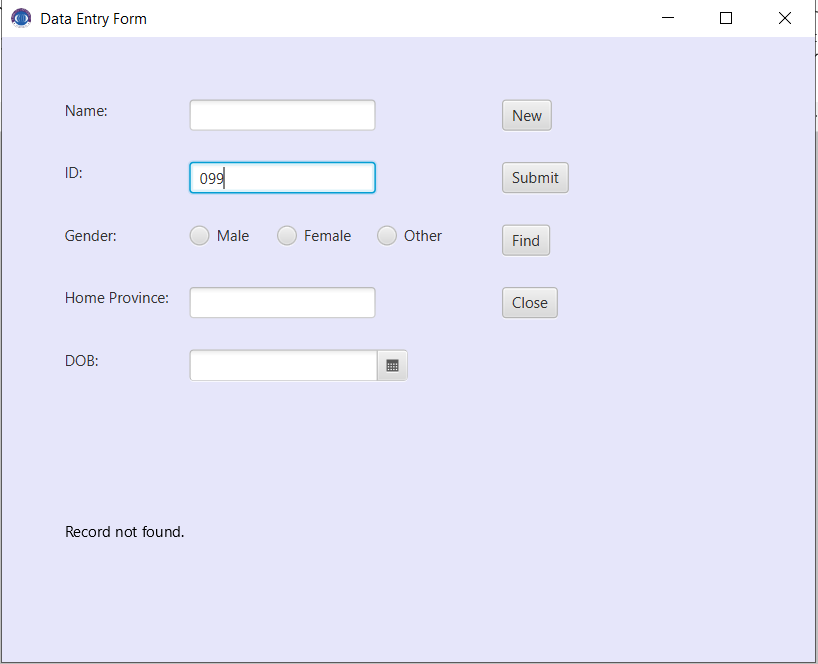 Data Entry Form
Name:
New
ID:
099
Submit
Gender:
Male
Female
Other
Find
Home Province:
Close
DOB:
Record not found.